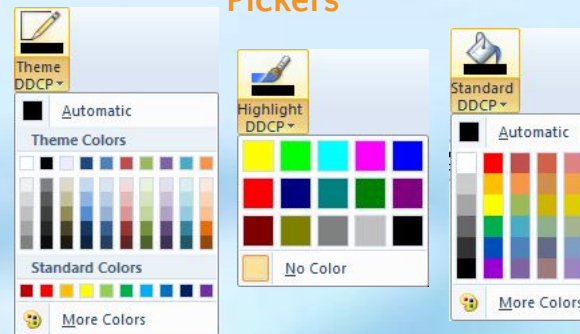 Pickers
Theme
DDCP
Automatic
Theme Colors
Standard Colors
More Colors
Highlight
DDCP
No Color
Standard
DDCP
Automatic
More Colors